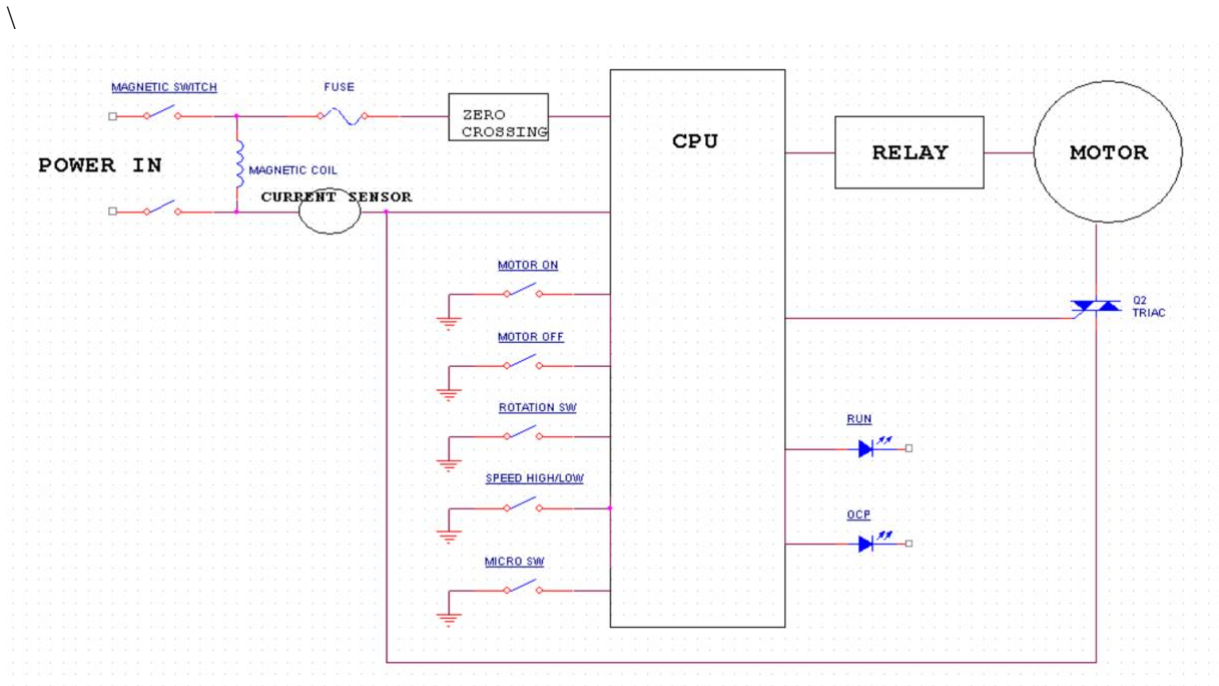 \
MAGNETIC SWITCH
FUSE
ZERO
CROSSING
CPU
RELAY
MOTOR
POWER IN
MAGNETIC COIL
CURRENT SENSOR
MOTOR ON
Q2
TRIAC
MOTOR OFF
ROTATION SW
RUN
SPEED HIGH/LOW
OCP
MICRO SW